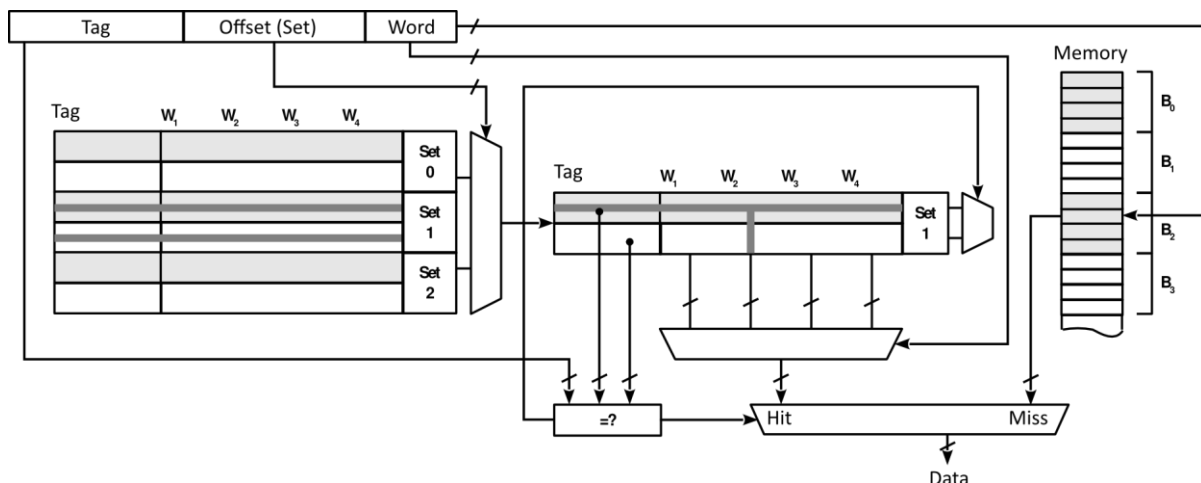 Tag Offset (Set) Word
Memory
Tag W₁ W₂ W₃ W₄
Set 0
Set 1
Set 2
Tag W₁ W₂ W₃ W₄
Set 1
B₀
B₁
B₂
B₃
=?
Hit Miss
Data